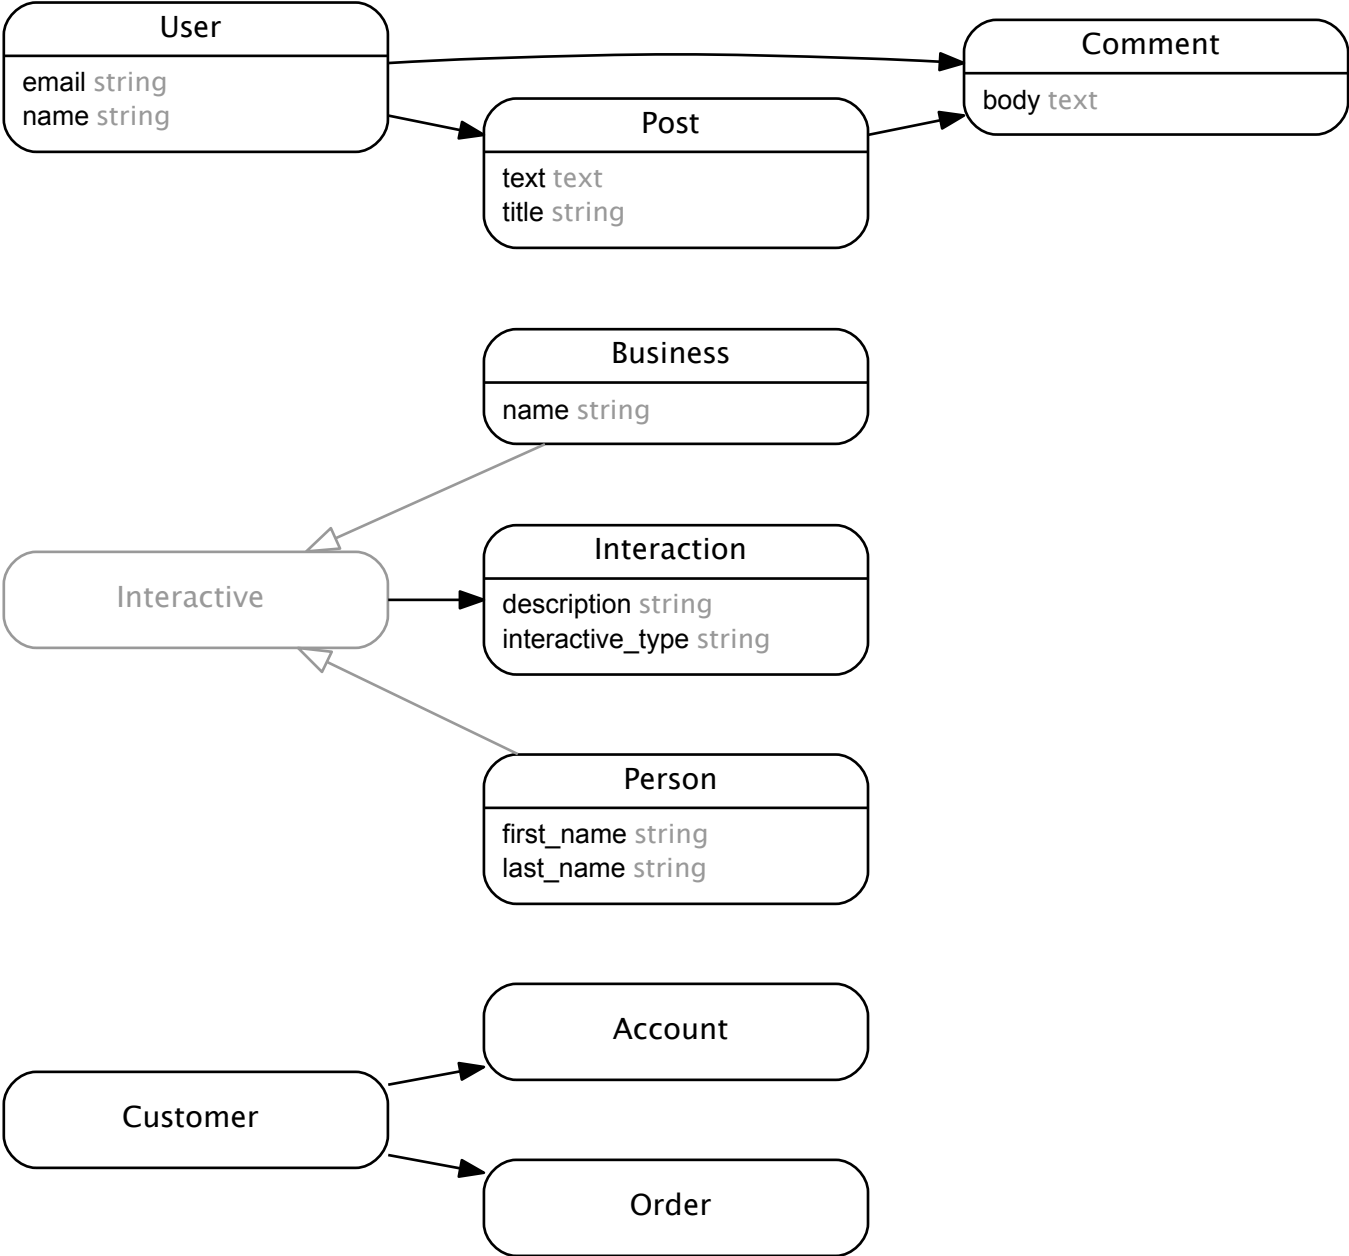 User
email string
name string
Comment
body text
Post
text text
title string
Business
name string
Interaction
description string
interactive_type string
Interactive
Person
first_name string
last_name string
Account
Customer
Order